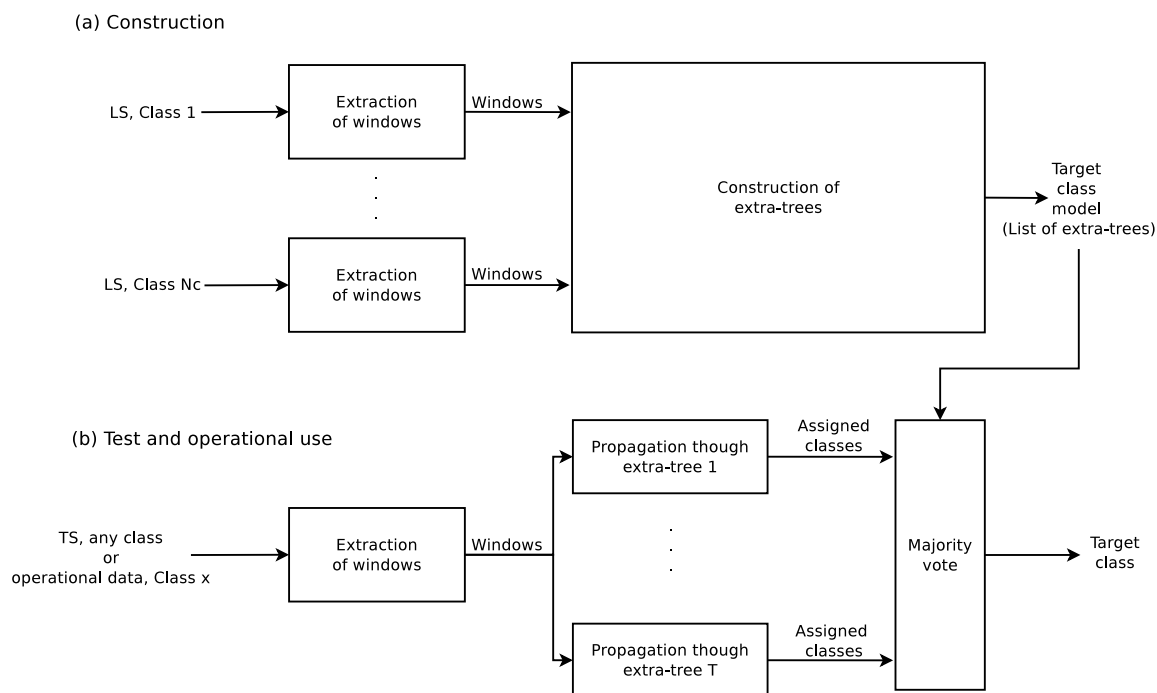 (a) Construction
LS, Class 1
Extraction
of windows
Windows
Construction of
extra-trees
Target
class
model
(List of extra-trees)
LS, Class Nc
Extraction
of windows
Windows
(b) Test and operational use
TS, any class
or
operational data, Class x
Extraction
of windows
Windows
Propagation though
extra-tree 1
Assigned
classes
Propagation though
extra-tree T
Assigned
classes
Majority
vote
Target
class